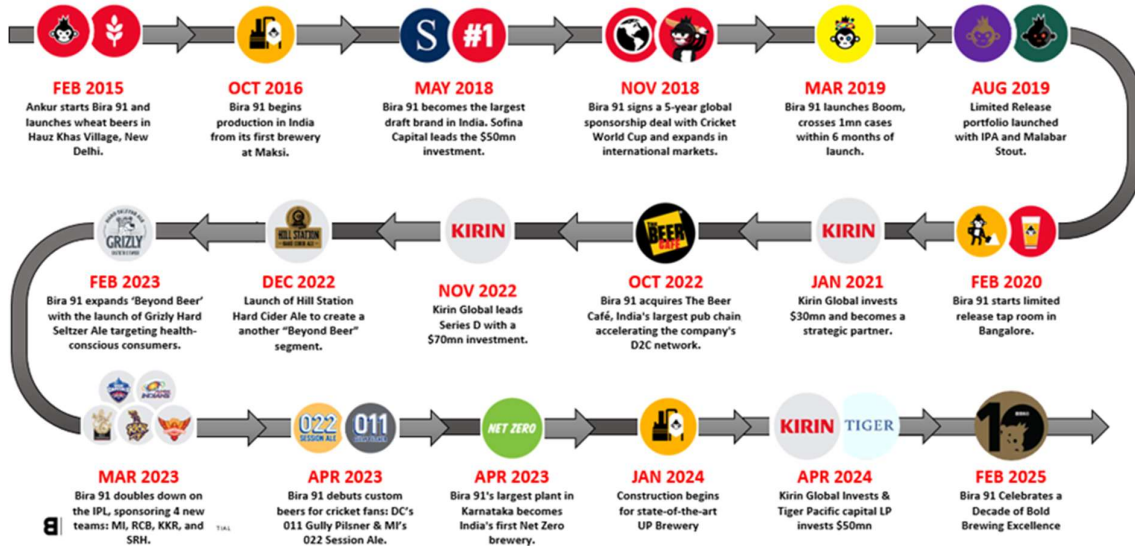 S
#1
FEB 2015
Ankur starts Bira 91 and
launches wheat beers in
Hauz Khas Village, New
Delhi.
OCT 2016
Bira 91 begins
production in India
from its first brewery
at Maksi.
MAY 2018
Bira 91 becomes the largest
draft brand in India. Sofina
Capital leads the $50mn
investment.
NOV 2018
Bira 91 signs a 5-year global
sponsorship deal with Cricket
World Cup and expands in
international markets.
MAR 2019
Bira 91 launches Boom,
crosses 1mn cases
within 6 months of
launch.
AUG 2019
Limited Release
portfolio launched
with IPA and Malabar
Stout.
GRIZLY
HILL STATION
HARD CIDER ALE
KIRIN
THE
BEER
CAFÉ
KIRIN
FEB 2023
Bira 91 expands ‘Beyond Beer’
with the launch of Grizly Hard
Seltzer Ale targeting health-
conscious consumers.
DEC 2022
Launch of Hill Station
Hard Cider Ale to create a
another “Beyond Beer”
segment.
NOV 2022
Kirin Global leads
Series D with a
$70mn investment.
OCT 2022
Bira 91 acquires The Beer
Café, India's largest pub chain
accelerating the company's
D2C network.
JAN 2021
Kirin Global invests
$30mn and becomes a
strategic partner.
FEB 2020
Bira 91 starts limited
release tap room in
Bangalore.
INDIANS
022
SESSION ALE
011
NET ZERO
KIRIN
TIGER
10
MAR 2023
Bira 91 doubles down on
the IPL, sponsoring 4 new
teams: MI, RCB, KKR, and
SRH.
APR 2023
Bira 91 debuts custom
beers for cricket fans: DC's
011 Gully Pilsner & MI's
022 Session Ale.
APR 2023
Bira 91's largest plant in
Karnataka becomes
India's first Net Zero
brewery.
JAN 2024
Construction begins
for state-of-the-art
UP Brewery
APR 2024
Kirin Global Invests &
Tiger Pacific capital LP
invests $50mn
FEB 2025
Bira 91 Celebrates a
Decade of Bold
Brewing Excellence
B
TIAL